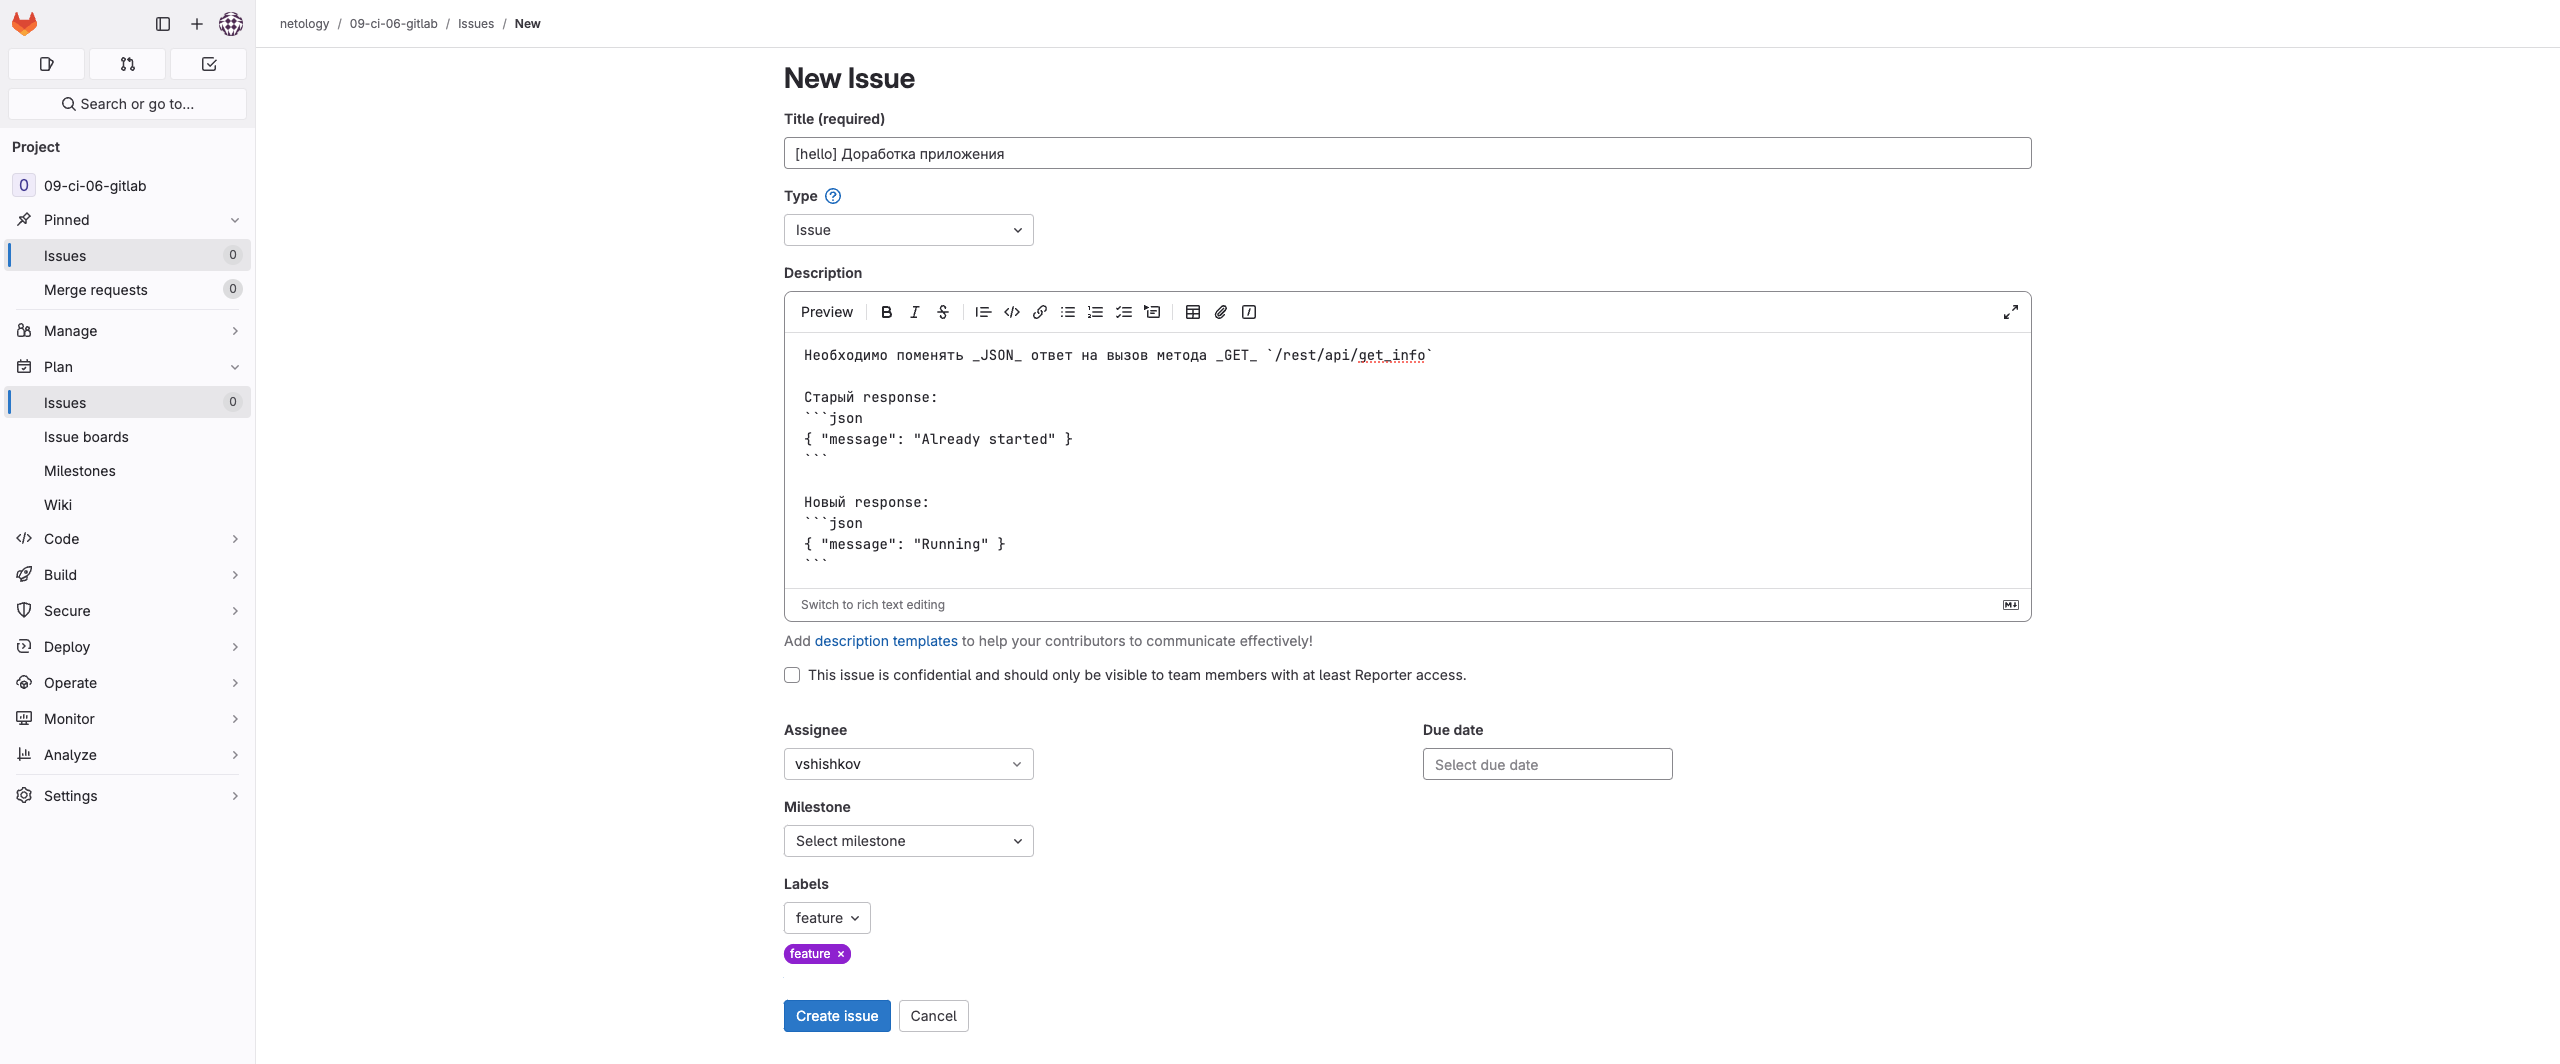 netology / 09-ci-06-gitlab / Issues / New
Search or go to...
Project
0 09-ci-06-gitlab
Pinned
Issues 0
Merge requests 0
Manage
Plan
Issues 0
Issue boards
Milestones
Wiki
Code
Build
Secure
Deploy
Operate
Monitor
Analyze
Settings
New Issue
Title (required)
[hello] Доработка приложения
Type ?
Issue
Description
Preview B I S
Необходимо поменять _JSON_ ответ на вызов метода _GET_ `/rest/api/get_info`
Старый response:
```json
{ "message": "Already started" }
```
Новый response:
```json
{ "message": "Running" }
```
Switch to rich text editing
Add description templates to help your contributors to communicate effectively!
This issue is confidential and should only be visible to team members with at least Reporter access.
Assignee
vshishkov
Due date
Select due date
Milestone
Select milestone
Labels
feature
feature ×
Create issue Cancel